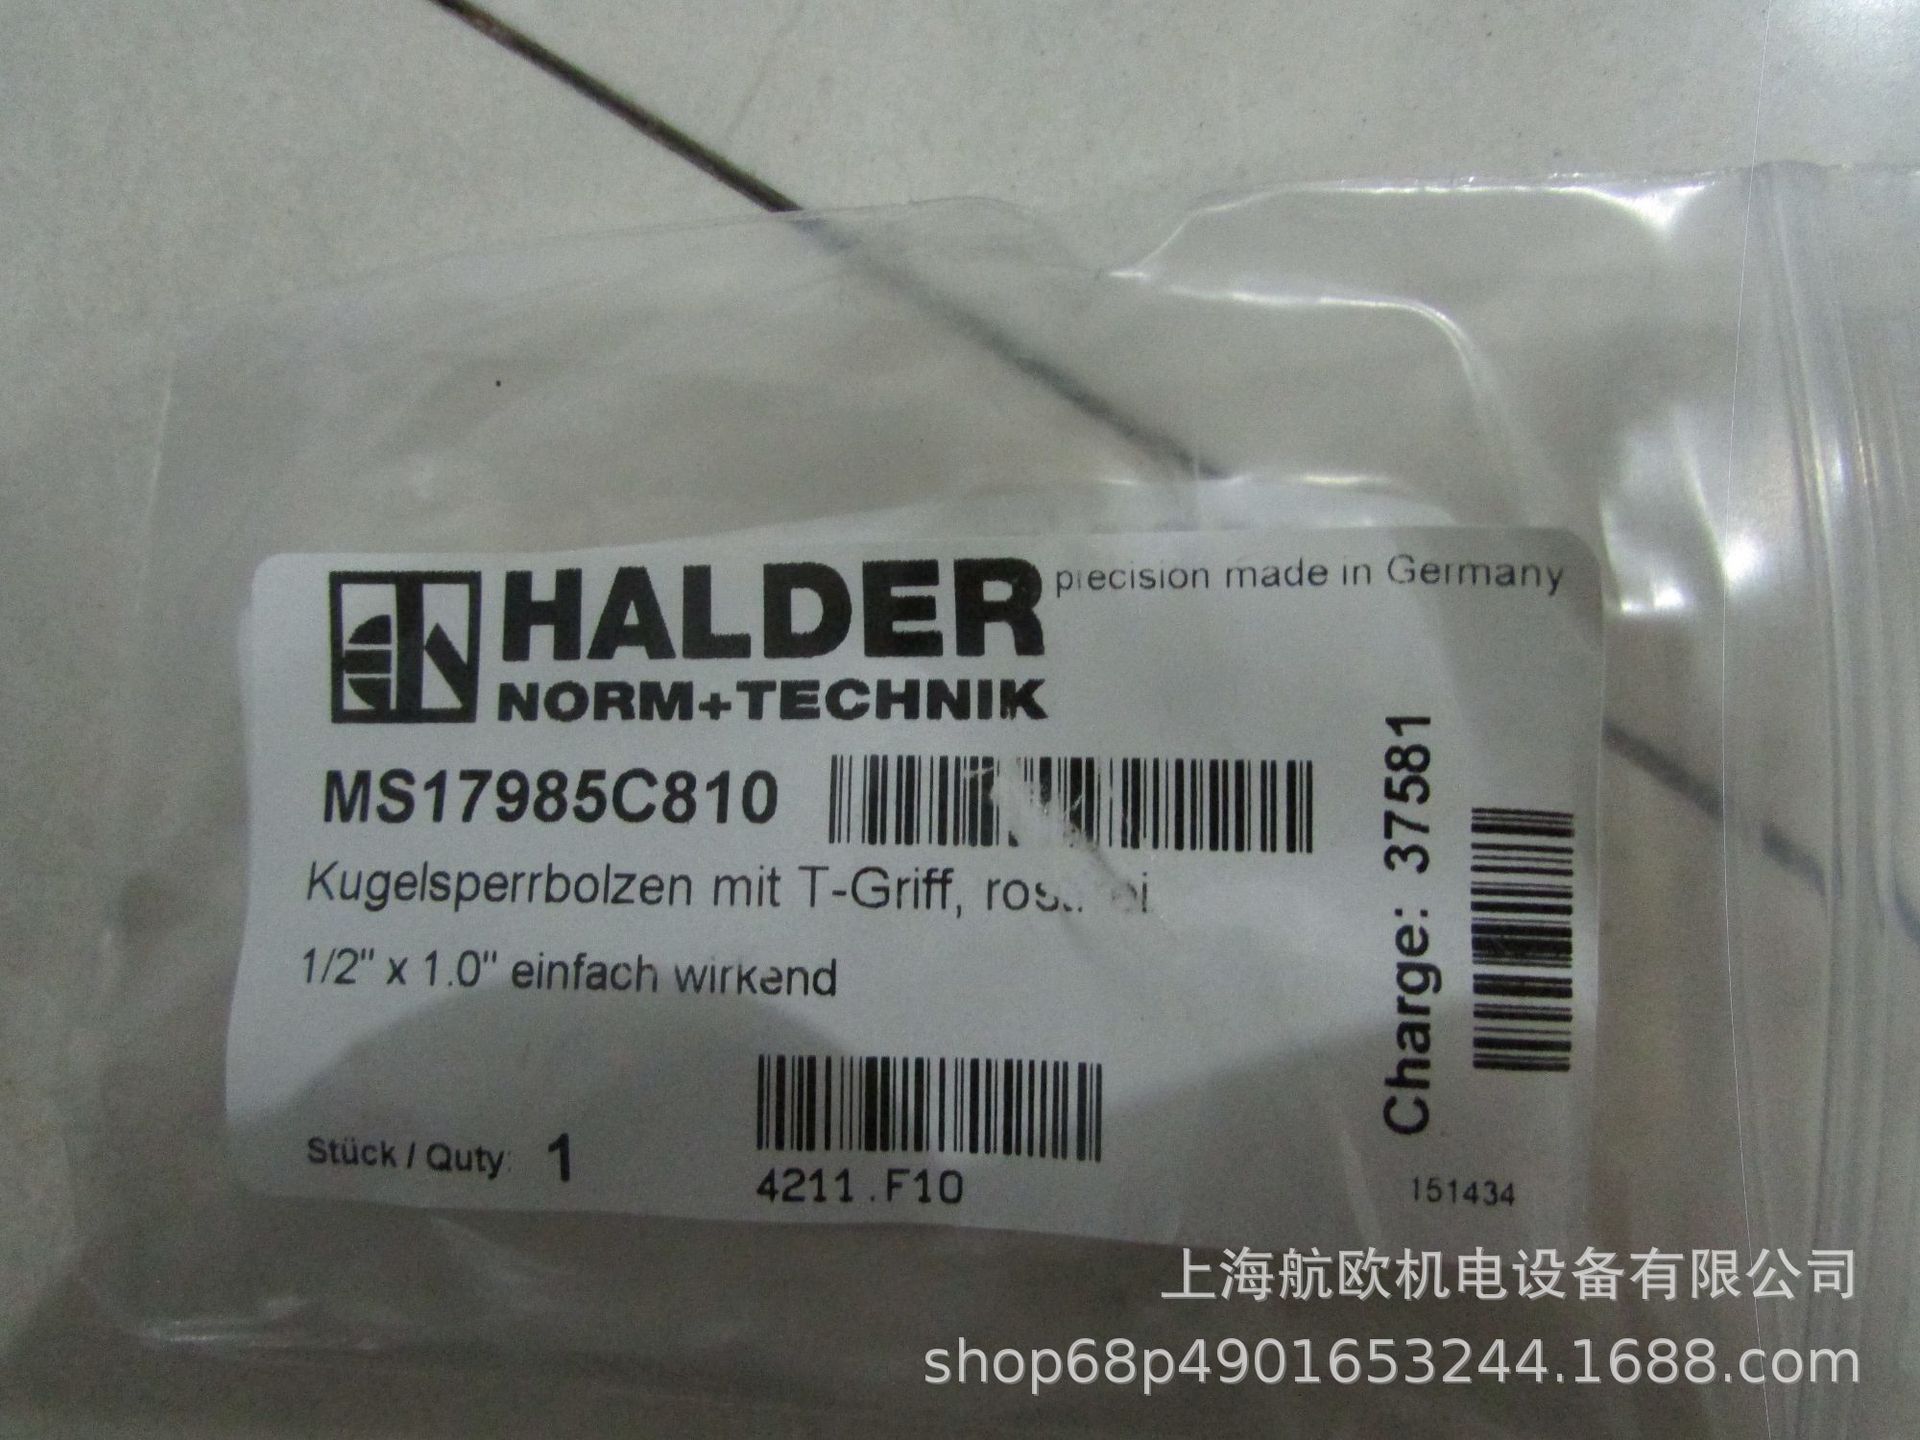 HALDER
precision made in Germany
NORM+TECHNIK
MS17985C810
Kugelsperrbolzen mit T-Griff,
1/2" x 1.0" einfach wirkend
Stück / Quty: 1
4211.F10
Charge: 37581
151434
上海航欧机电设备有限公司
shop68p4901653244.1688.com